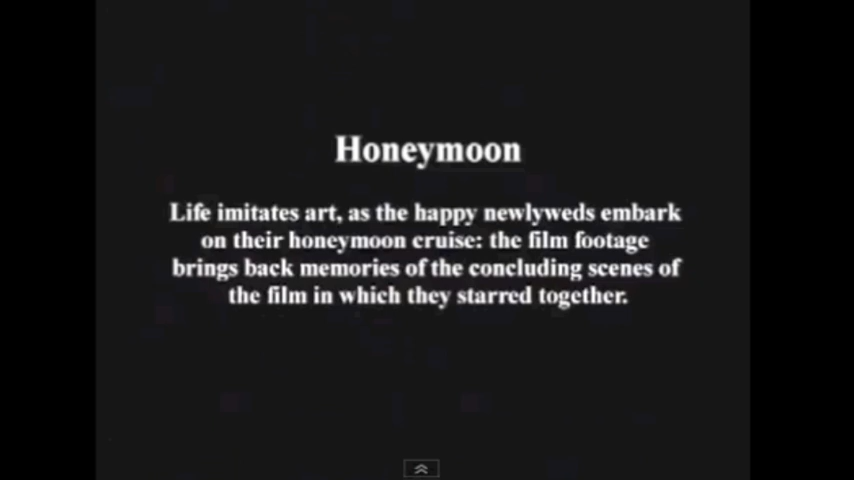 Honeymoon
Life imitates art, as the happy newlyweds embark
on their honeymoon cruise: the film footage
brings back memories of the concluding scenes of
the film in which they starred together.